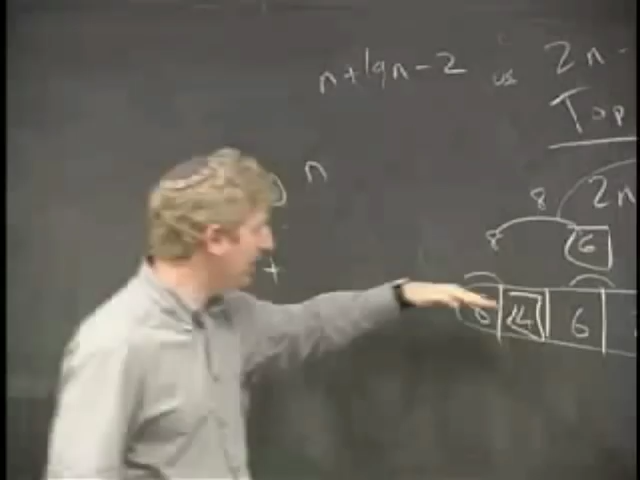 n+lgn-2 vs 2n-
Top
n
2n
8
8 6
+
8 4 6